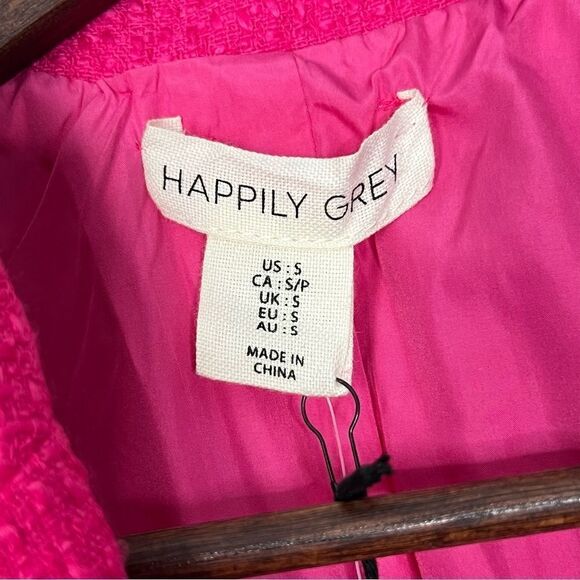 HAPPILY GREY
US : S
CA : S/P
UK : S
EU : S
AU : S
MADE IN
CHINA